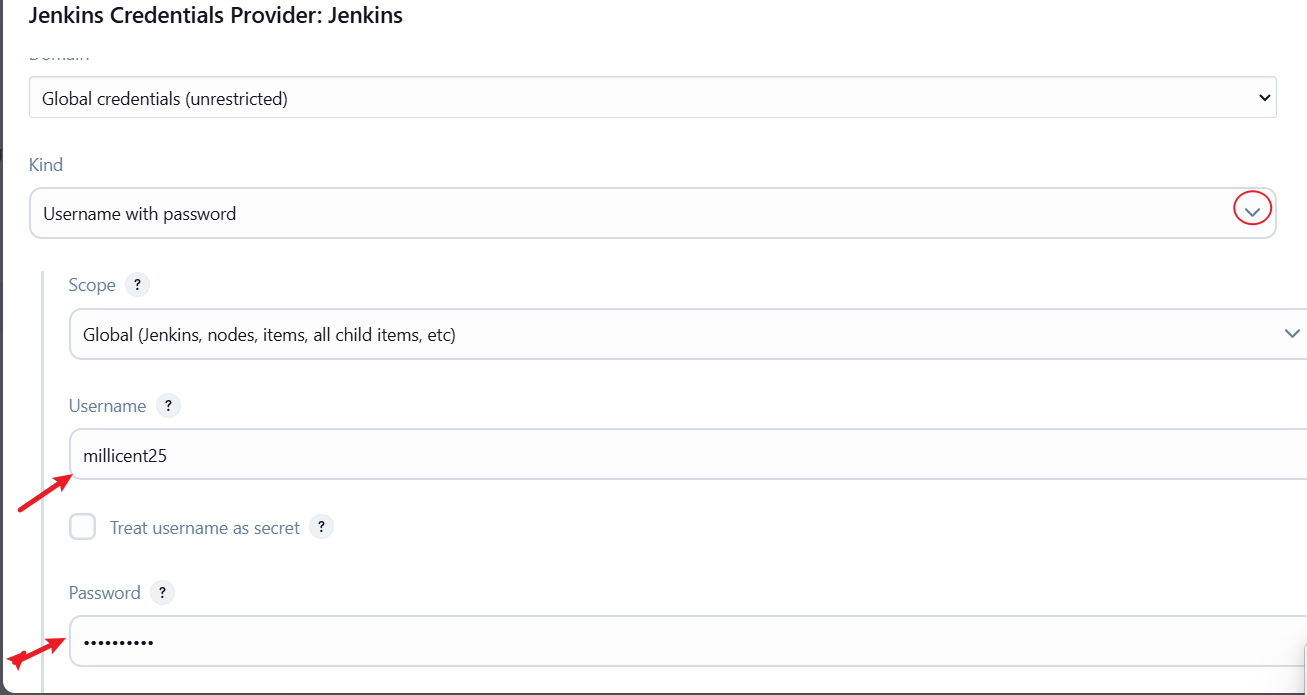 Jenkins Credentials Provider: Jenkins
Domain
Global credentials (unrestricted)
Kind
Username with password
Scope ?
Global (Jenkins, nodes, items, all child items, etc)
Username ?
millicent25
Treat username as secret ?
Password ?
••••••••••